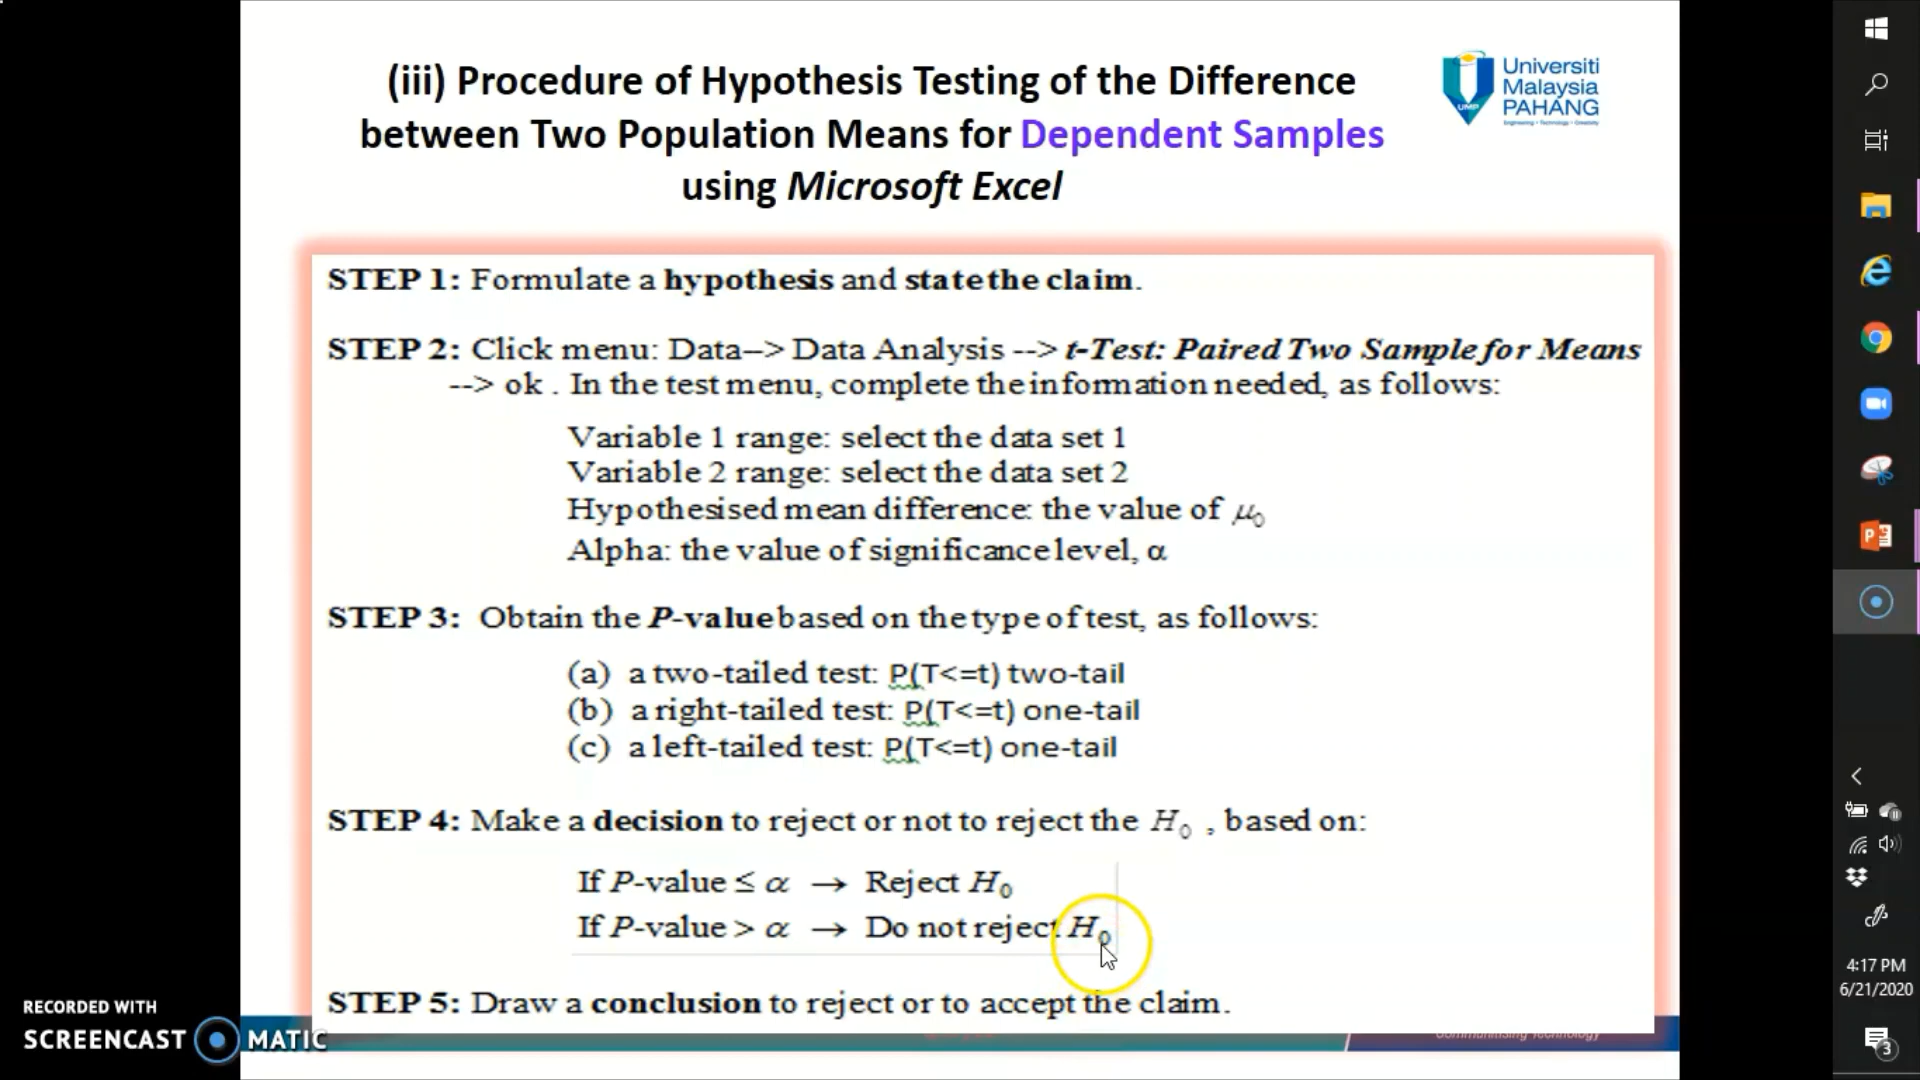 (iii) Procedure of Hypothesis Testing of the Difference
between Two Population Means for Dependent Samples
using Microsoft Excel
UMP
Universiti
Malaysia
PAHANG
Engineering • Technology • Creativity
STEP 1: Formulate a hypothesis and state the claim.
STEP 2: Click menu: Data--> Data Analysis --> t-Test: Paired Two Sample for Means
--> ok . In the test menu, complete the information needed, as follows:
Variable 1 range: select the data set 1
Variable 2 range: select the data set 2
Hypothesised mean difference: the value of μ₀
Alpha: the value of significance level, α
STEP 3: Obtain the P-value based on the type of test, as follows:
(a) a two-tailed test: P(T<=t) two-tail
(b) a right-tailed test: P(T<=t) one-tail
(c) a left-tailed test: P(T<=t) one-tail
STEP 4: Make a decision to reject or not to reject the H₀ , based on:
If P-value ≤ α → Reject H₀
If P-value > α → Do not reject H₀
STEP 5: Draw a conclusion to reject or to accept the claim.
Communitising Technology
RECORDED WITH
SCREENCAST MATIC
4:17 PM
6/21/2020
3